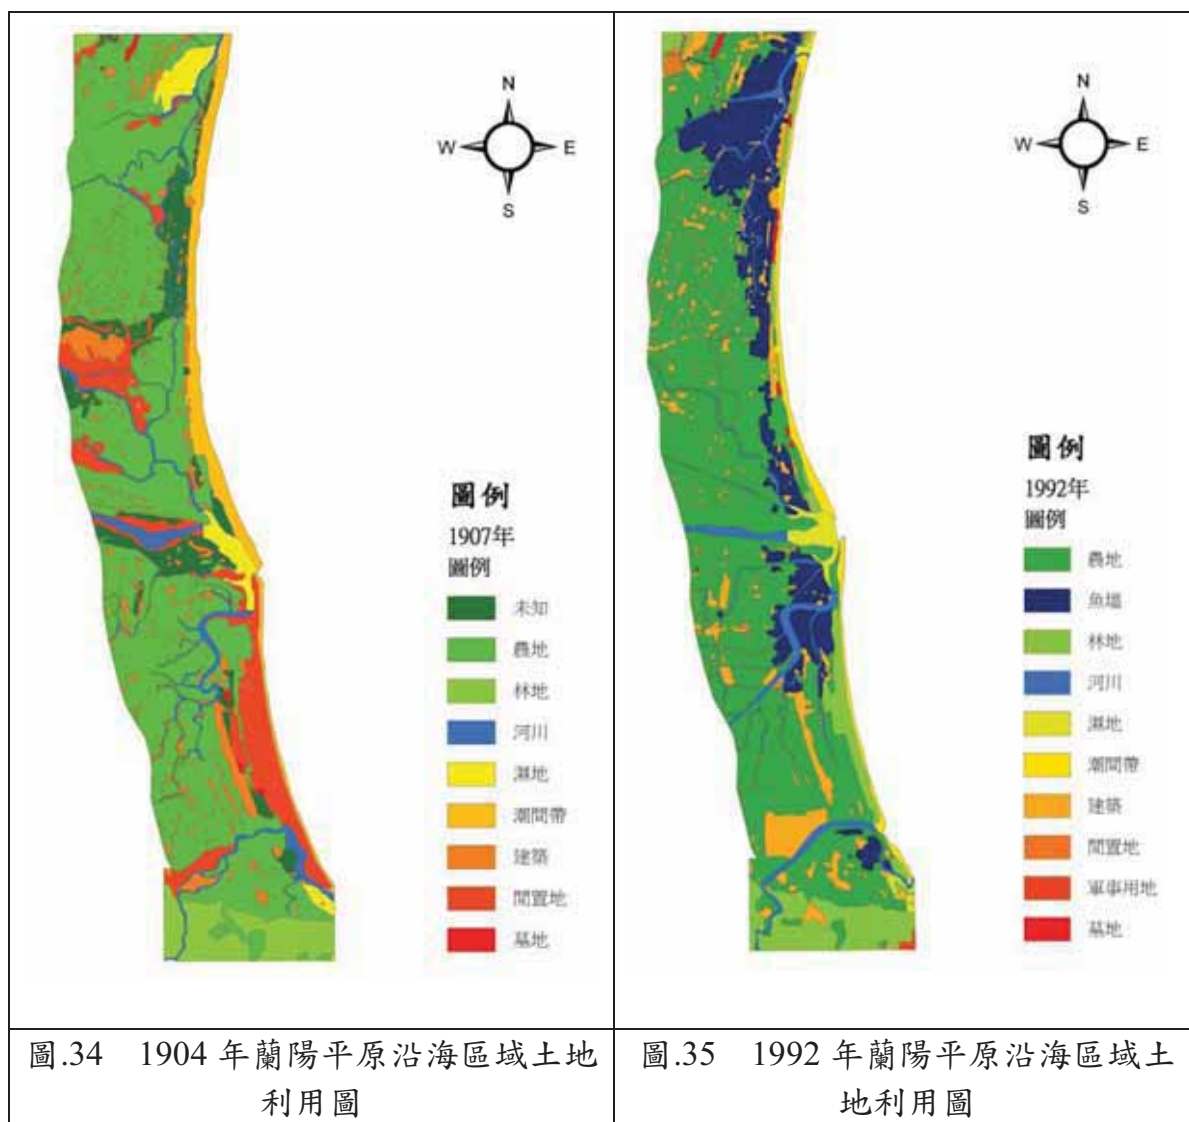 N
W E
S
圖例
1907年
圖例
未知
農地
林地
河川
濕地
潮間帶
建築
閒置地
墓地
N
W E
S
圖例
1992年
圖例
農地
魚塭
林地
河川
濕地
潮間帶
建築
閒置地
軍事用地
墓地
圖.34 1904 年蘭陽平原沿海區域土地
利用圖
圖.35 1992 年蘭陽平原沿海區域土
地利用圖